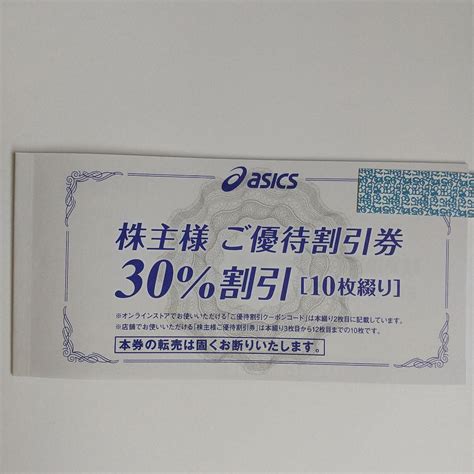 asics
株主様 ご優待割引券
30%割引 [10枚綴り]
※オンラインストアでお使いいただける「ご優待割引クーポンコード」は本綴り2枚目に記載しています。
※店舗でお使いいただける「株主様ご優待割引券」は本綴り3枚目から12枚目までの10枚です。
本券の転売は固くお断りいたします。